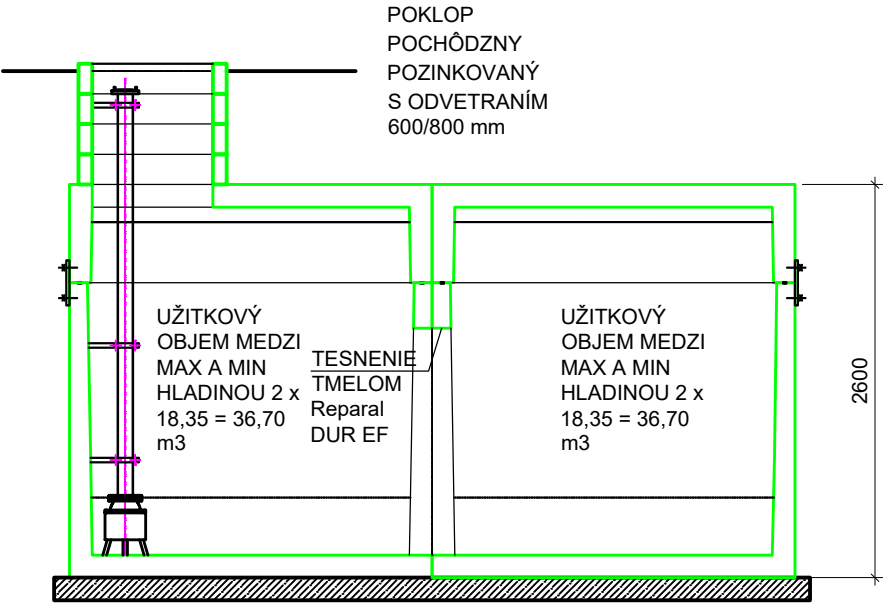 POKLOP
POCHÔDZNY
POZINKOVANÝ
S ODVETRANÍM
600/800 mm
UŽITKOVÝ
OBJEM MEDZI
MAX A MIN
HLADINOU 2 x
18,35 = 36,70
m3
TESNENIE
TMELOM
Reparal
DUR EF
UŽITKOVÝ
OBJEM MEDZI
MAX A MIN
HLADINOU 2 x
18,35 = 36,70
m3
2600